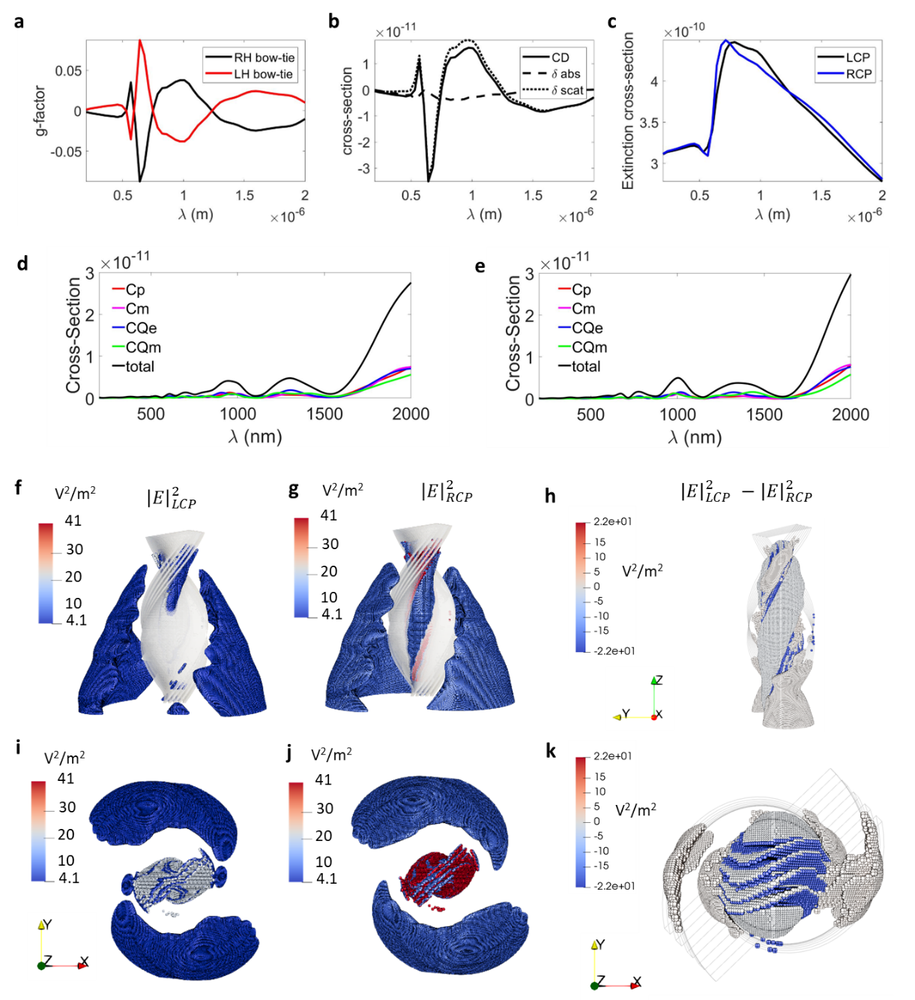 a
g-factor
0.05
0
-0.05
RH bow-tie
LH bow-tie
0.5
1
1.5
2
λ (m)
×10⁻⁶
b
×10⁻¹¹
cross-section
1
0
-1
-2
-3
CD
δ abs
δ scat
0.5
1
1.5
2
λ (m)
×10⁻⁶
c
×10⁻¹⁰
Extinction cross-section
4
3.5
3
LCP
RCP
0.5
1
1.5
2
λ (m)
×10⁻⁶
d
×10⁻¹¹
Cross-Section
3
2
1
0
Cp
Cm
CQe
CQm
total
500
1000
1500
2000
λ (nm)
e
×10⁻¹¹
Cross-Section
3
2
1
0
Cp
Cm
CQe
CQm
total
500
1000
1500
2000
λ (nm)
f
V²/m²
|E|²LCP
41
30
20
10
4.1
g
V²/m²
|E|²RCP
41
30
20
10
4.1
h
|E|²LCP − |E|²RCP
2.2e+01
15
10
5
0
-5
-10
-15
-2.2e+01
V²/m²
Z
Y
X
i
V²/m²
41
30
20
10
4.1
Y
Z
X
j
V²/m²
41
30
20
10
4.1
k
2.2e+01
15
10
5
0
-5
-10
-15
-2.2e+01
V²/m²
Y
Z
X